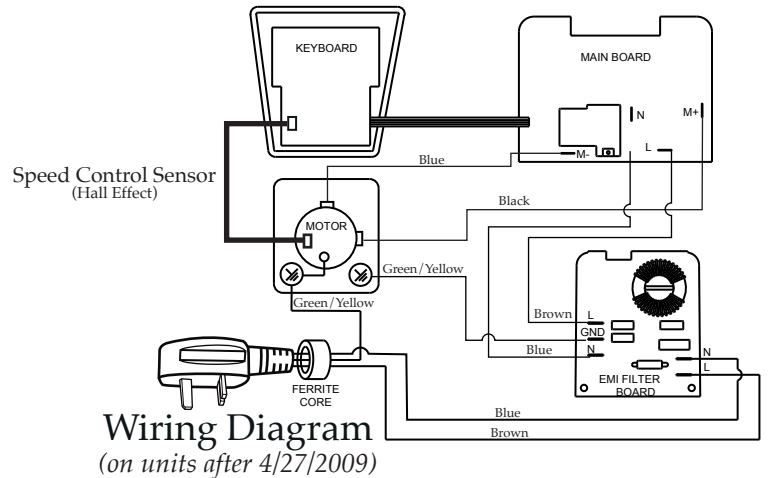 KEYBOARD
MAIN BOARD
N
M+
M-
L
Blue
Speed Control Sensor
(Hall Effect)
Black
MOTOR
Green/Yellow
Green/Yellow
Brown
L
GND
Blue
N
N
L
EMI FILTER
BOARD
FERRITE
CORE
Blue
Brown
Wiring Diagram
(on units after 4/27/2009)